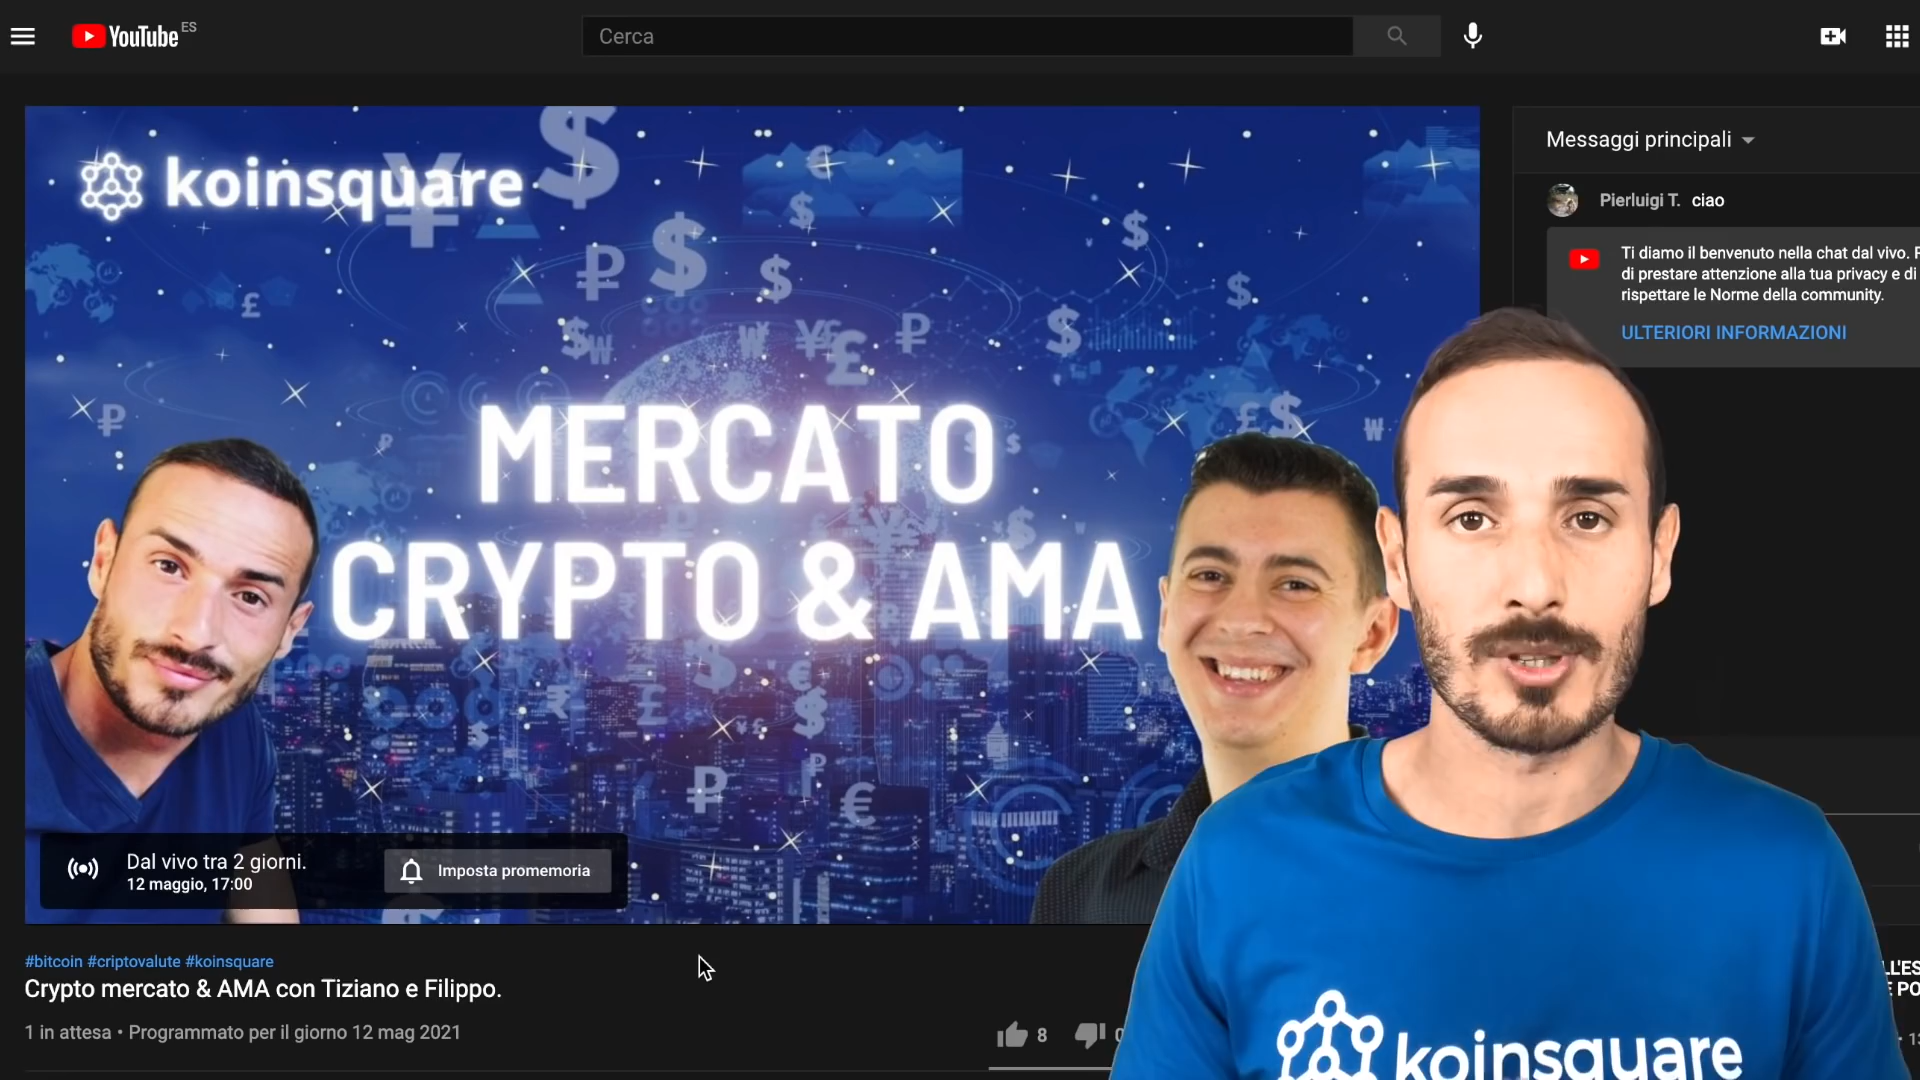 YouTube ES
Cerca
koinsquare
MERCATO
CRYPTO & AMA
Dal vivo tra 2 giorni.
12 maggio, 17:00
Imposta promemoria
#bitcoin #criptovalute #koinsquare
Crypto mercato & AMA con Tiziano e Filippo.
1 in attesa • Programmato per il giorno 12 mag 2021
8
Messaggi principali
Pierluigi T. ciao
Ti diamo il benvenuto nella chat dal vivo.
di prestare attenzione alla tua privacy e di
rispettare le Norme della community.
ULTERIORI INFORMAZIONI
koinsquare